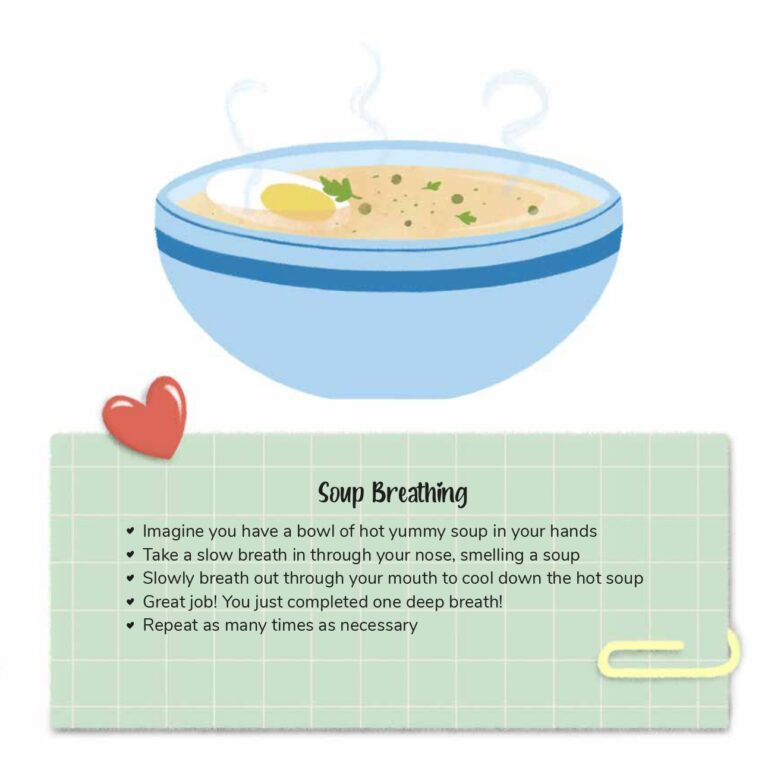 Soup Breathing
Imagine you have a bowl of hot yummy soup in your hands
Take a slow breath in through your nose, smelling a soup
Slowly breath out through your mouth to cool down the hot soup
Great job! You just completed one deep breath!
Repeat as many times as necessary